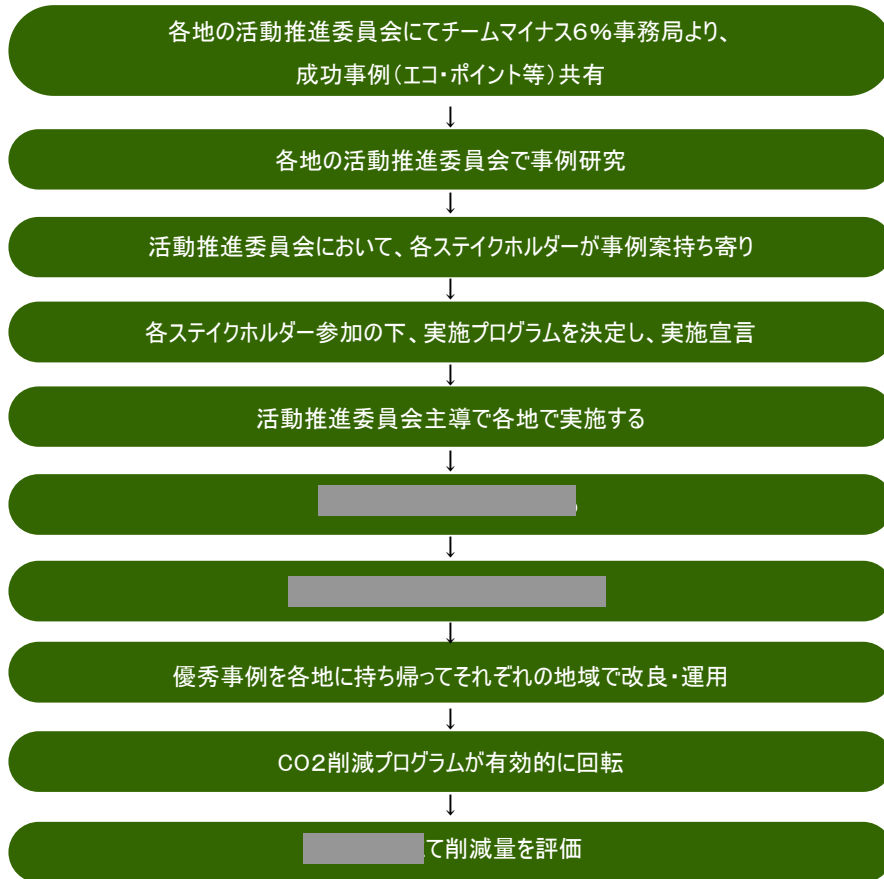 各地の活動推進委員会にてチームマイナス6%事務局より、
成功事例(エコ・ポイント等)共有
↓
各地の活動推進委員会で事例研究
↓
活動推進委員会において、各ステイクホルダーが事例案持ち寄り
↓
各ステイクホルダー参加の下、実施プログラムを決定し、実施宣言
↓
活動推進委員会主導で各地で実施する
↓
↓
↓
優秀事例を各地に持ち帰ってそれぞれの地域で改良・運用
↓
CO2削減プログラムが有効的に回転
↓
て削減量を評価